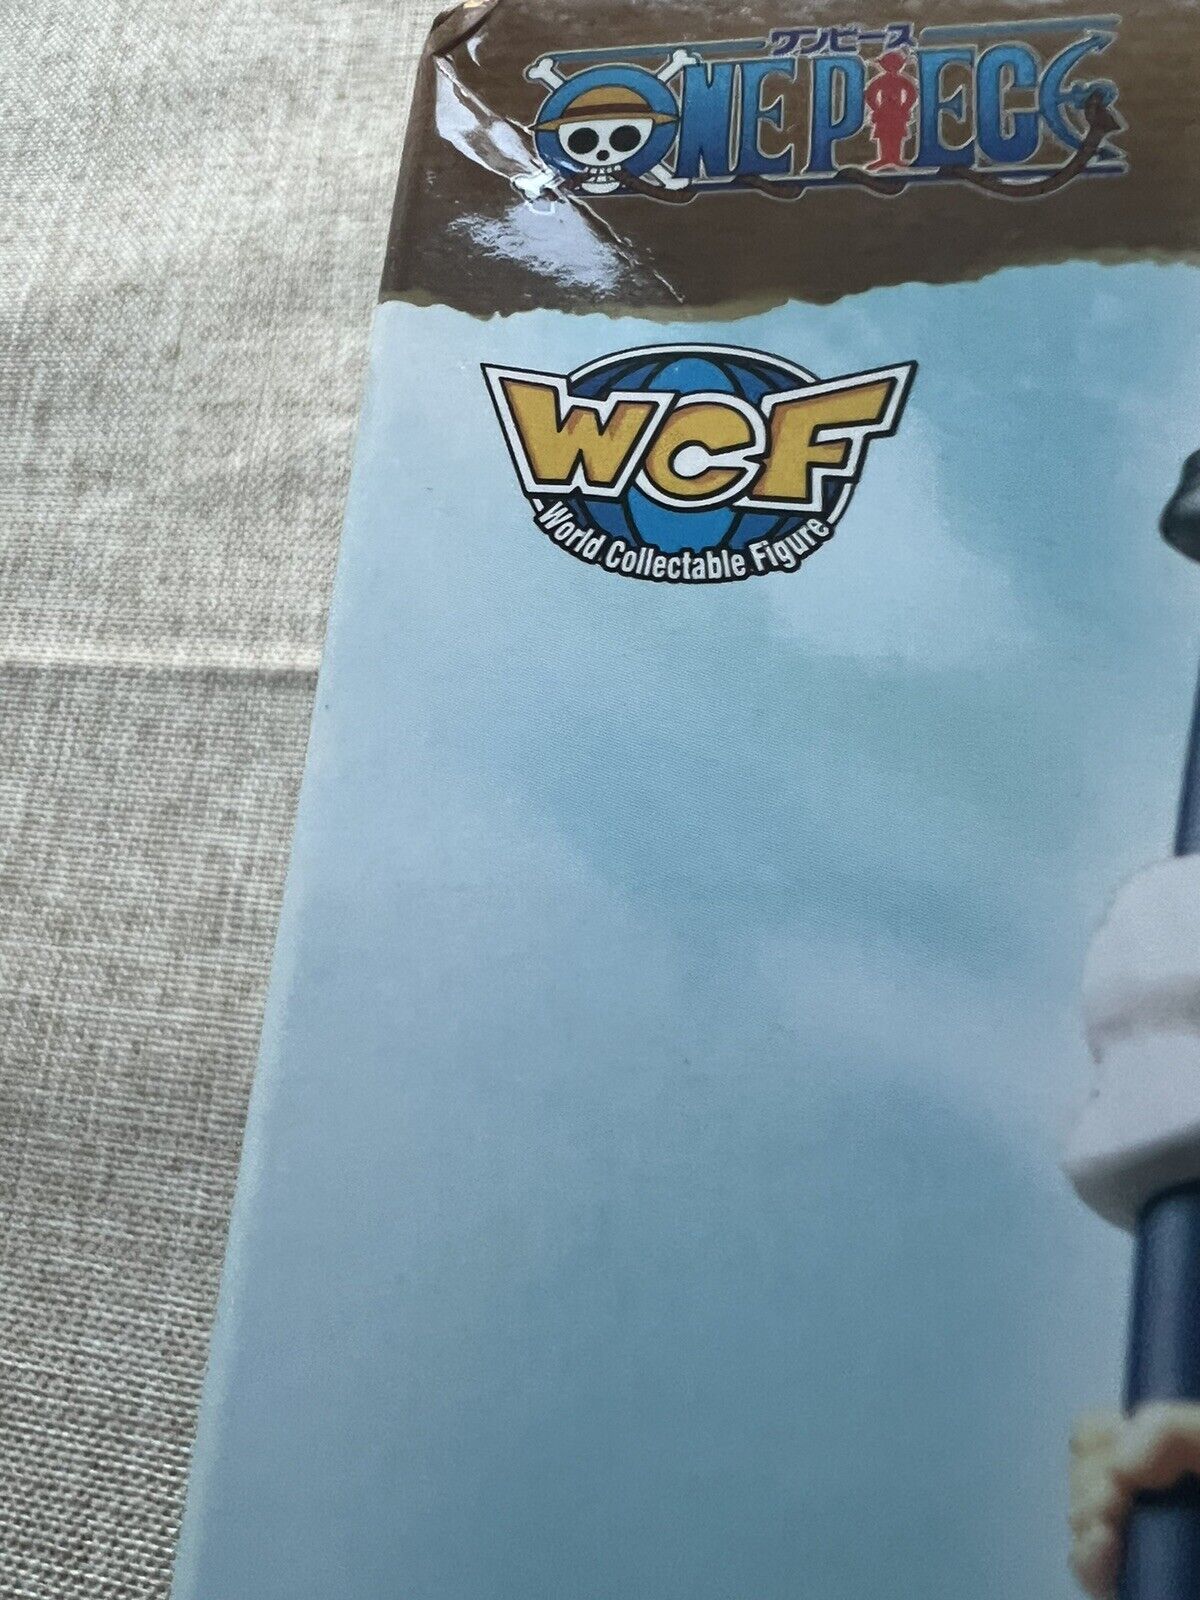 ワンピース
ONE PIECE
WCF
World Collectable Figure